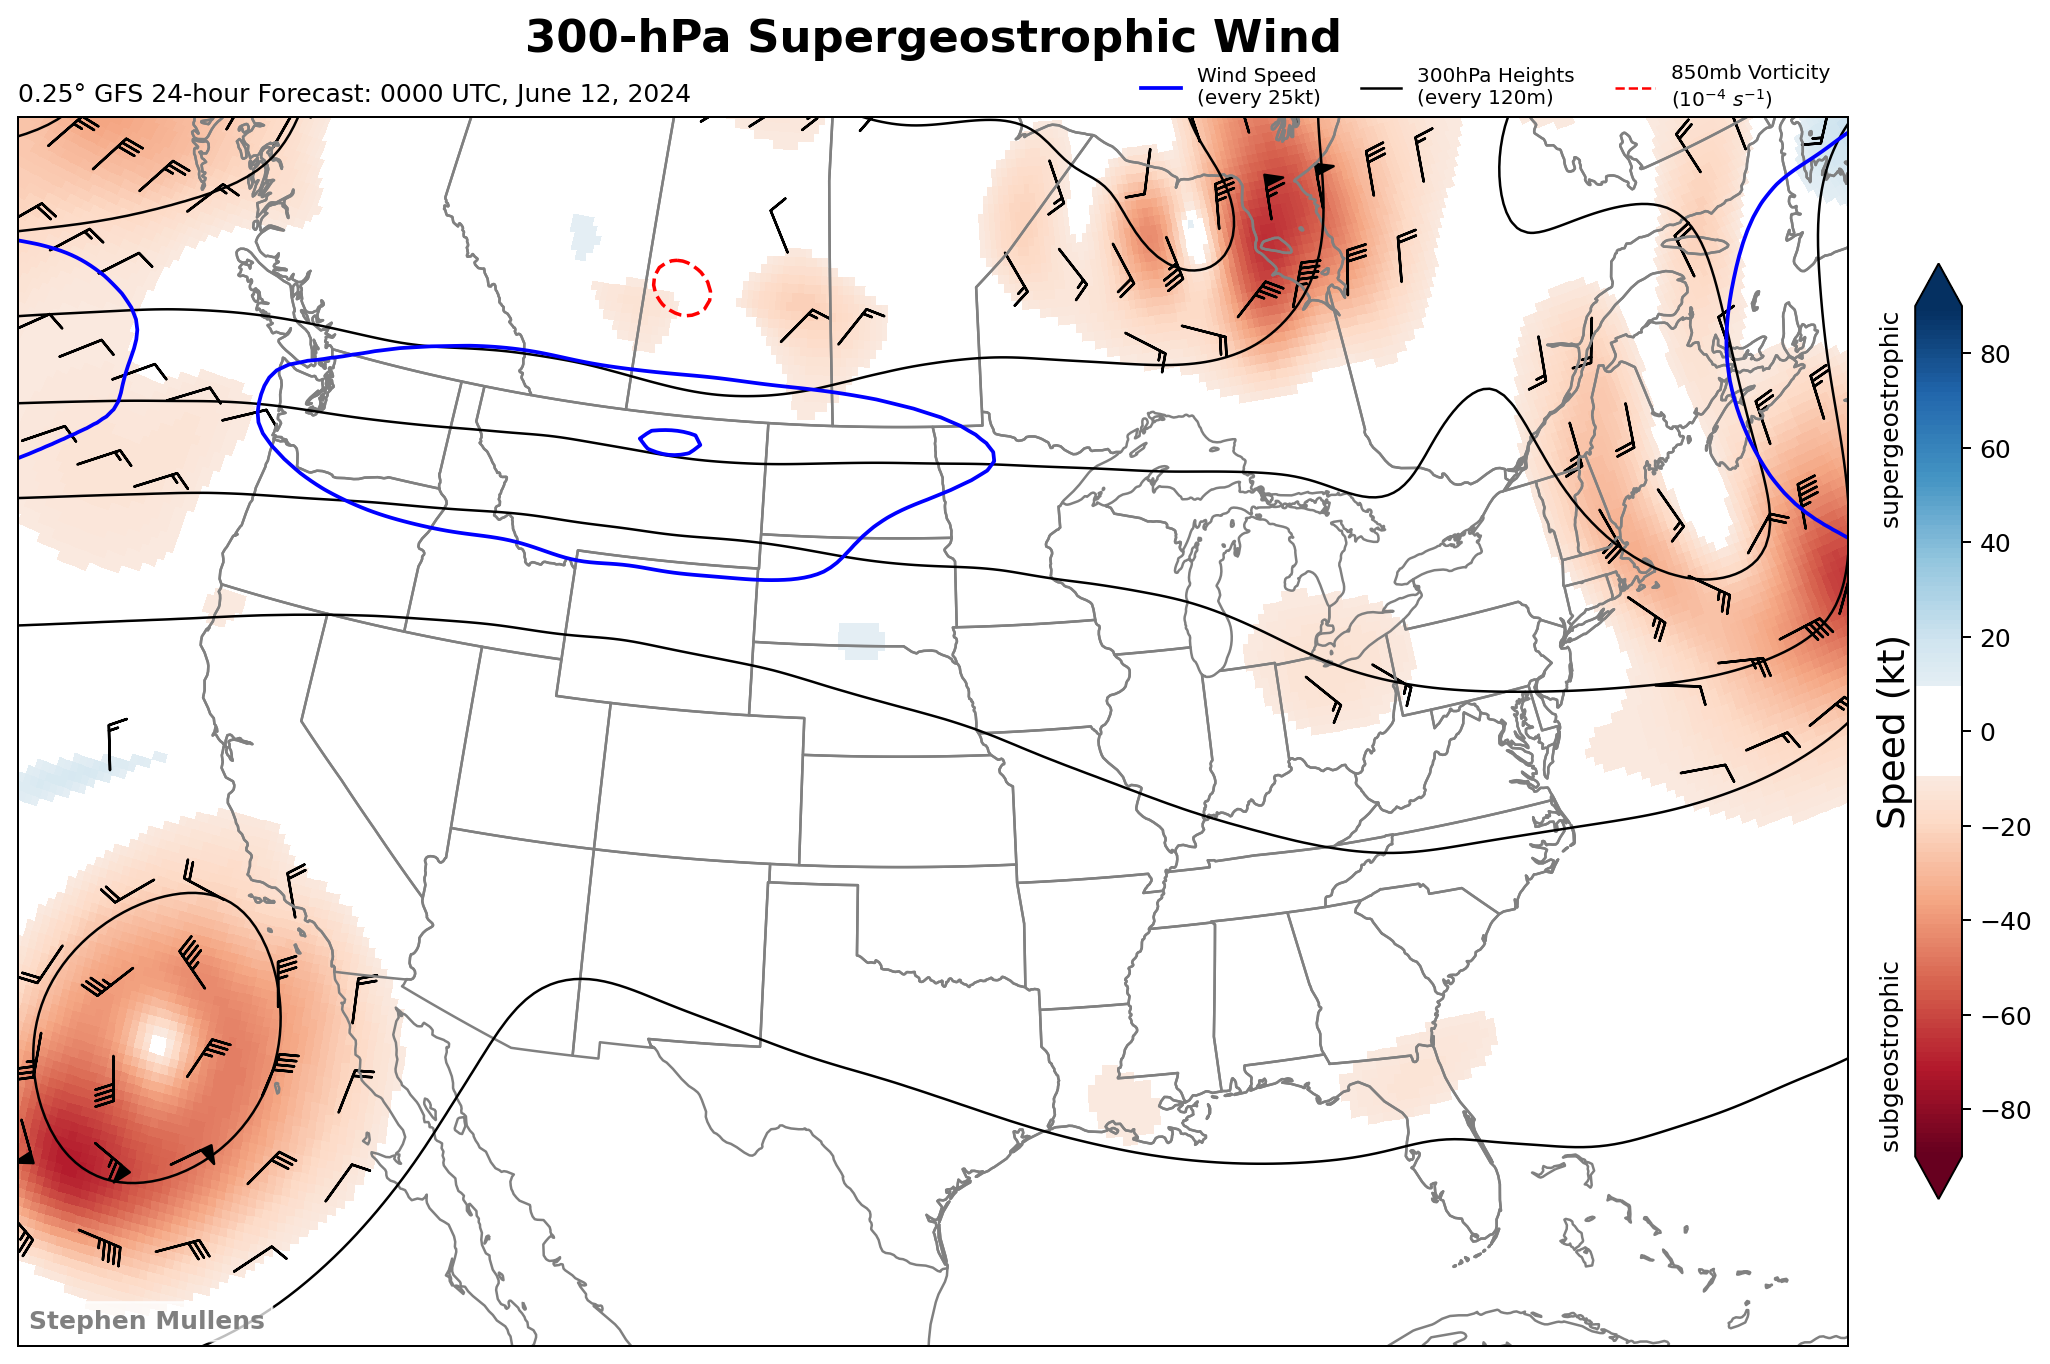 300-hPa Supergeostrophic Wind
0.25° GFS 24-hour Forecast: 0000 UTC, June 12, 2024
Wind Speed
(every 25kt)
300hPa Heights
(every 120m)
850mb Vorticity
(10⁻⁴ s⁻¹)
supergeostrophic
Speed (kt)
subgeostrophic
80
60
40
20
0
−20
−40
−60
−80
Stephen Mullens